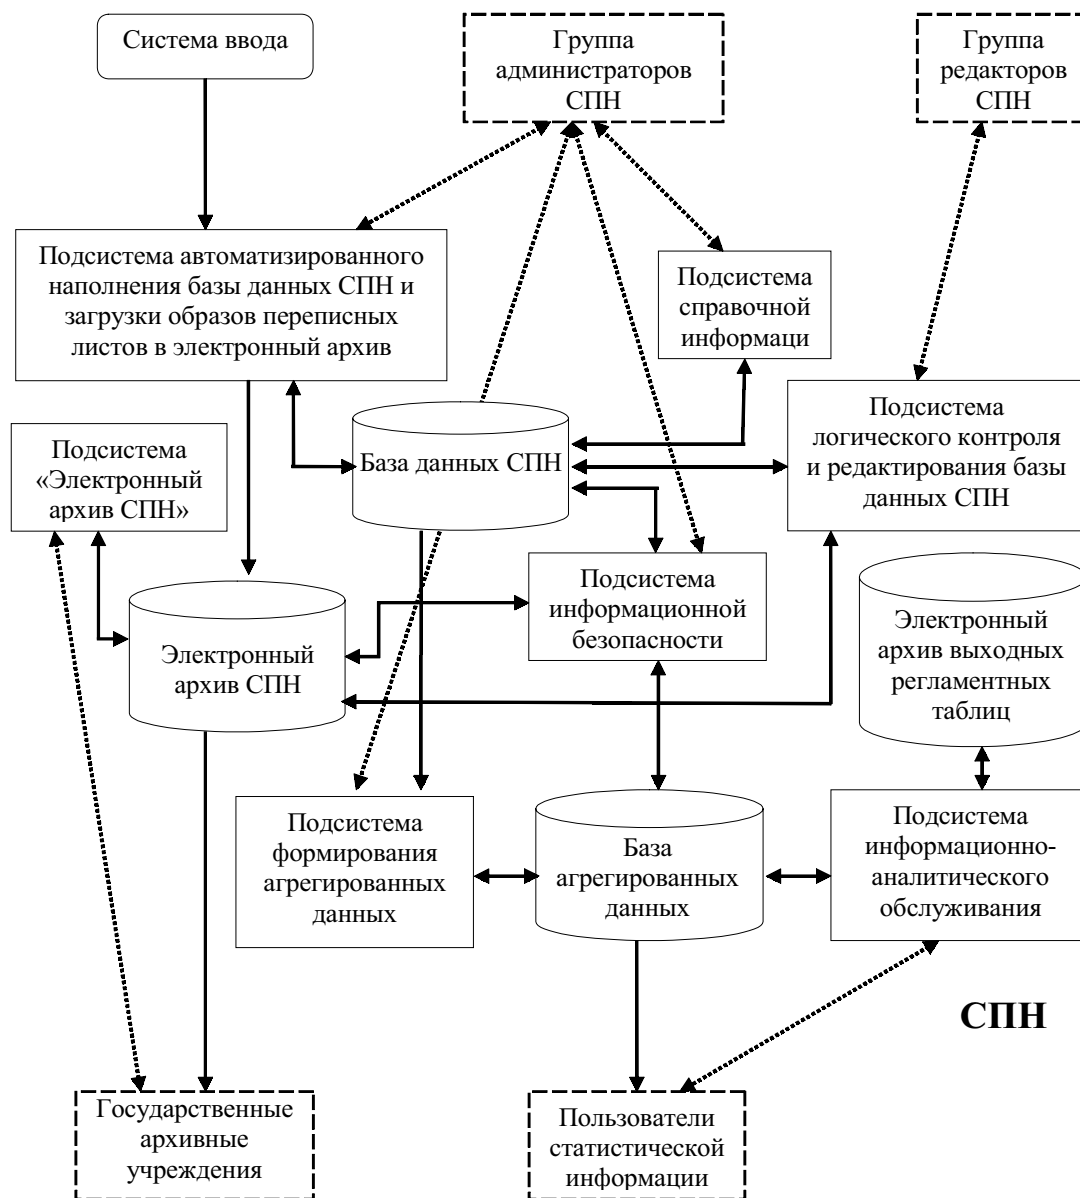 Система ввода
Группа
администраторов
СПН
Группа
редакторов
СПН
Подсистема автоматизированного
наполнения базы данных СПН и
загрузки образов переписных
листов в электронный архив
Подсистема
справочной
информаци
Подсистема
«Электронный
архив СПН»
База данных СПН
Подсистема
логического контроля
и редактирования базы
данных СПН
Электронный
архив СПН
Подсистема
информационной
безопасности
Электронный
архив выходных
регламентных
таблиц
Подсистема
формирования
агрегированных
данных
База
агрегированных
данных
Подсистема
информационно-
аналитического
обслуживания
СПН
Государственные
архивные
учреждения
Пользователи
статистической
информации